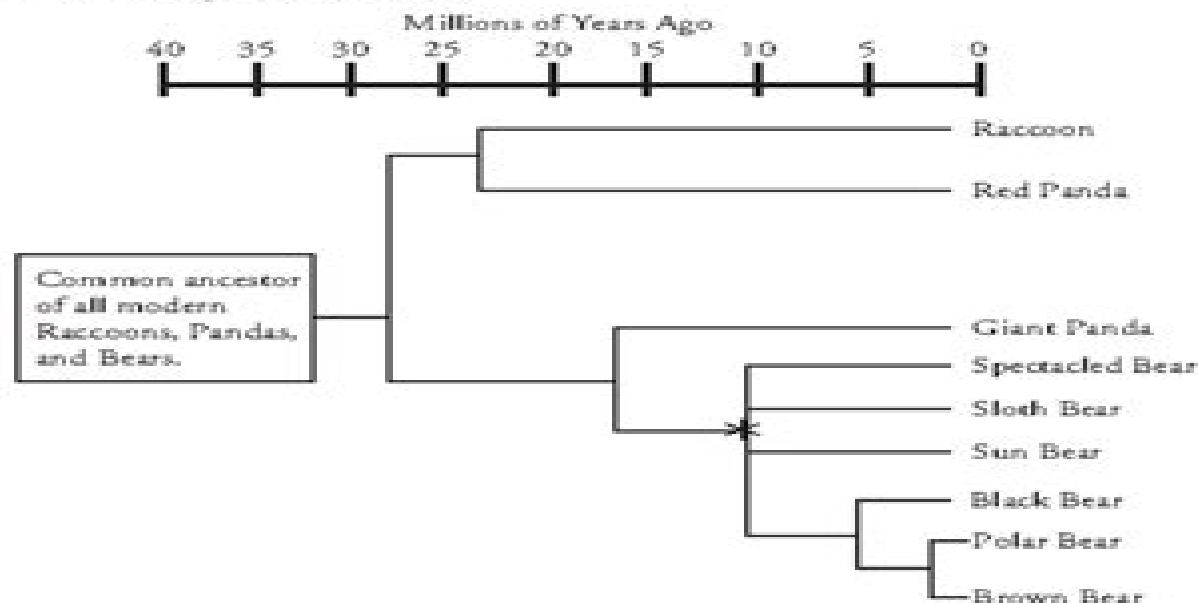 Millions of Years Ago
40 35 30 25 20 15 10 5 0
Raccoon
Red Panda
Common ancestor
of all modern
Raccoons, Pandas,
and Bears.
Giant Panda
Spectacled Bear
Sloth Bear
Sun Bear
Black Bear
Polar Bear
Brown Bear